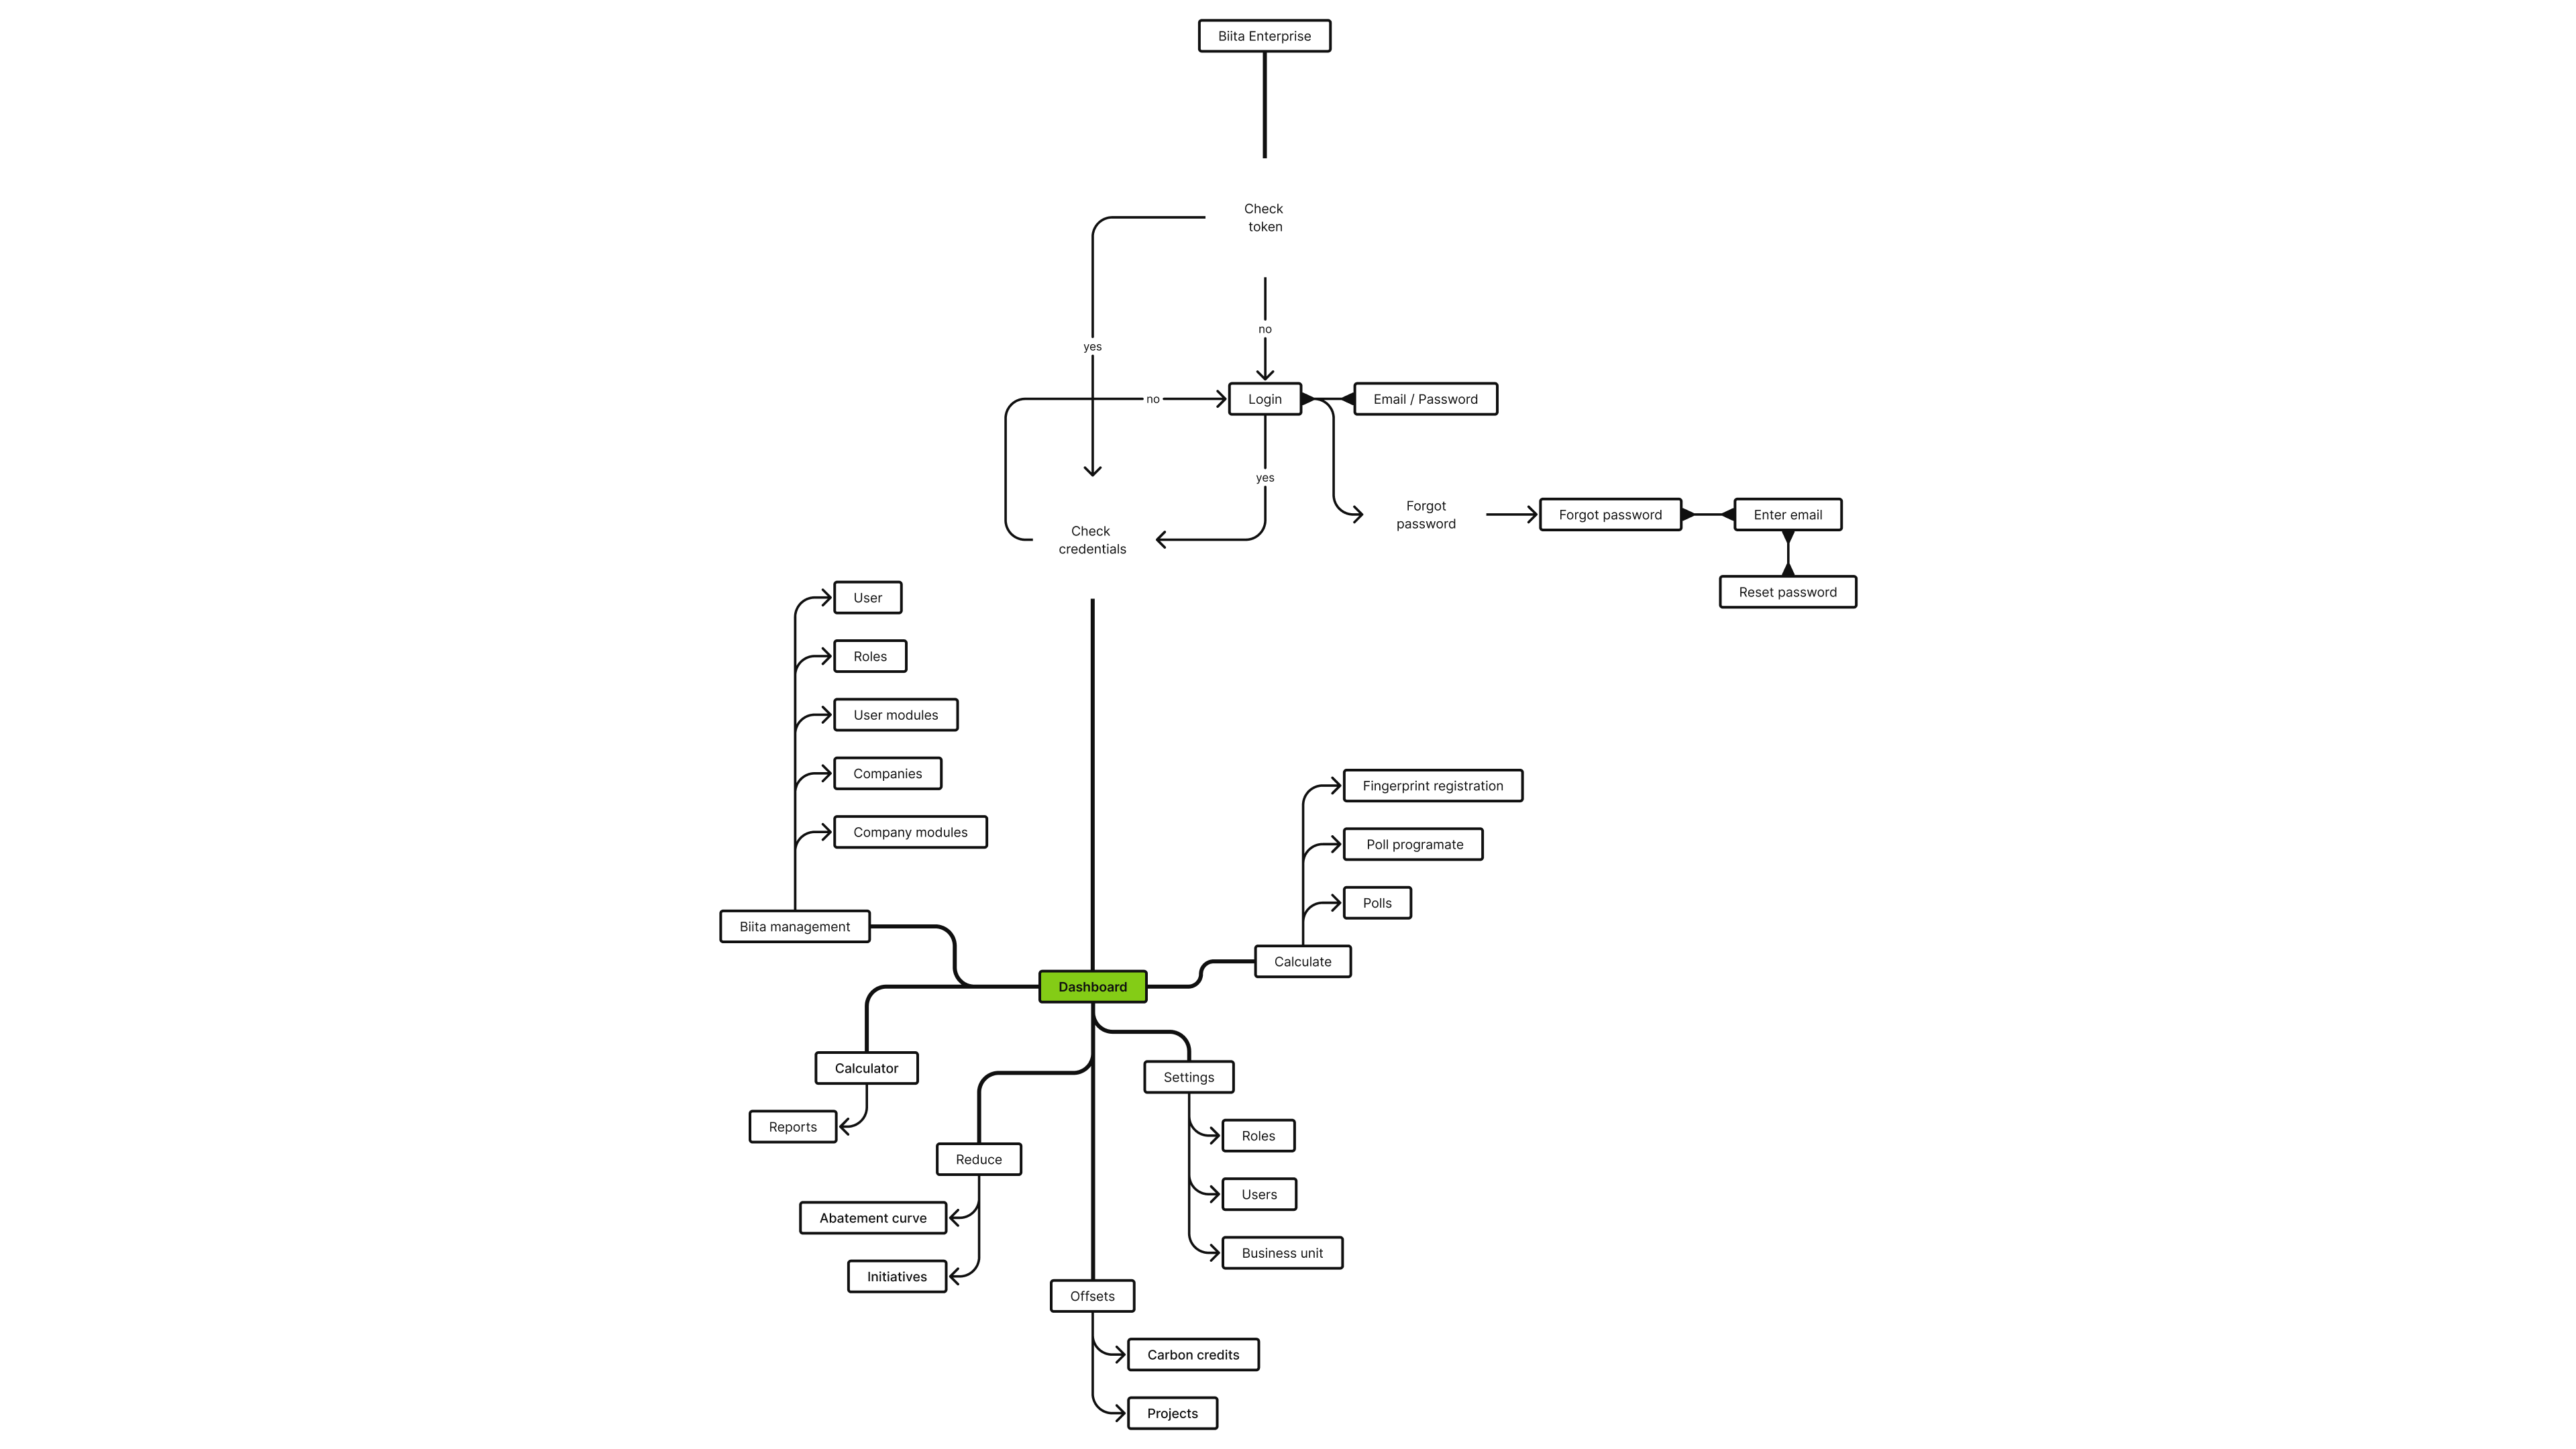 Biita Enterprise
Check
token
no
yes
Login
Email / Password
no
yes
Forgot
password
Forgot password
Enter email
Check
credentials
Reset password
User
Roles
User modules
Companies
Company modules
Biita management
Fingerprint registration
Poll programate
Polls
Calculate
Dashboard
Calculator
Reports
Reduce
Abatement curve
Initiatives
Settings
Roles
Users
Business unit
Offsets
Carbon credits
Projects